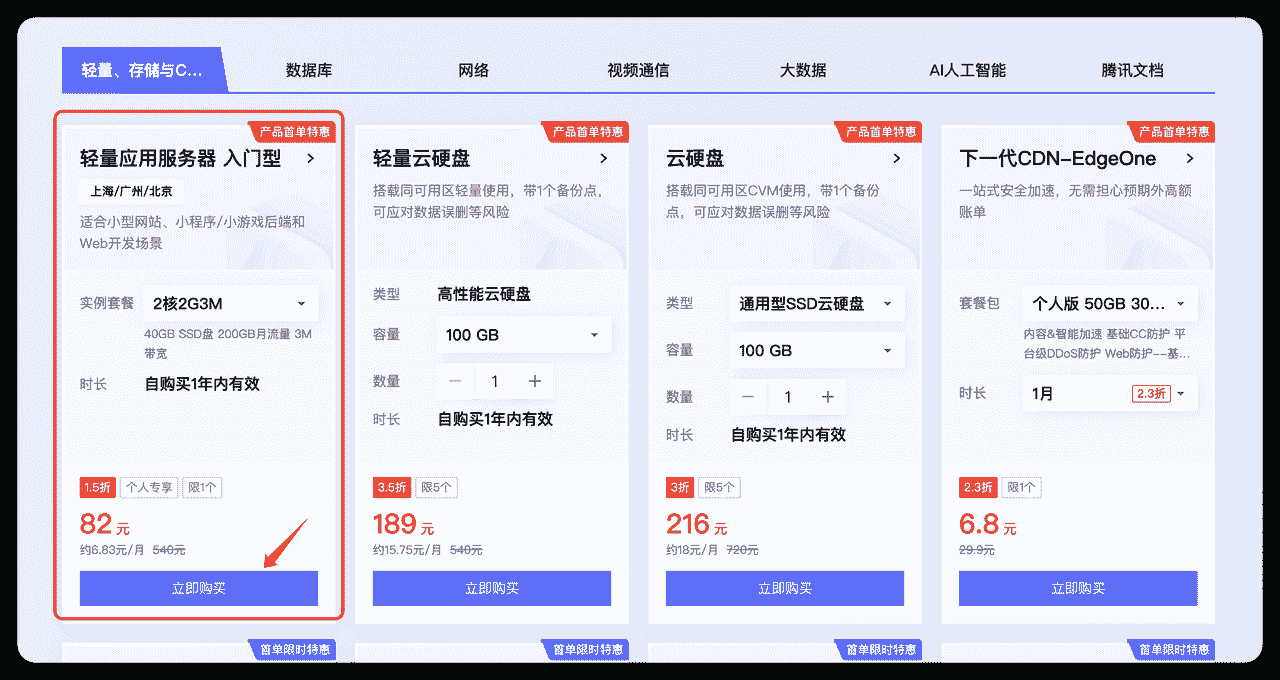 轻量、存储与C...
数据库
网络
视频通信
大数据
AI人工智能
腾讯文档
产品首单特惠
轻量应用服务器 入门型
上海/广州/北京
适合小型网站、小程序/小游戏后端和
Web开发场景
实例套餐 2核2G3M
40GB SSD盘 200GB月流量 3M
带宽
时长 自购买1年内有效
1.5折 个人专享 限1个
82 元
约6.83元/月 540元
立即购买
产品首单特惠
轻量云硬盘
搭载同可用区轻量使用，带1个备份点，
可应对数据误删等风险
类型 高性能云硬盘
容量 100 GB
数量 — 1 +
时长 自购买1年内有效
3.5折 限5个
189 元
约15.75元/月 540元
立即购买
产品首单特惠
云硬盘
搭载同可用区CVM使用，带1个备份
点，可应对数据误删等风险
类型 通用型SSD云硬盘
容量 100 GB
数量 — 1 +
时长 自购买1年内有效
3折 限5个
216 元
约18元/月 720元
立即购买
产品首单特惠
下一代CDN-EdgeOne
一站式安全加速，无需担心预期外高额
账单
套餐包 个人版 50GB 30...
内容&智能加速 基础CC防护 平
台级DDoS防护 Web防护--基...
时长 1月 2.3折
2.3折 限1个
6.8 元
29.9元
立即购买
首单限时特惠
首单限时特惠
首单限时特惠
首单限时特惠